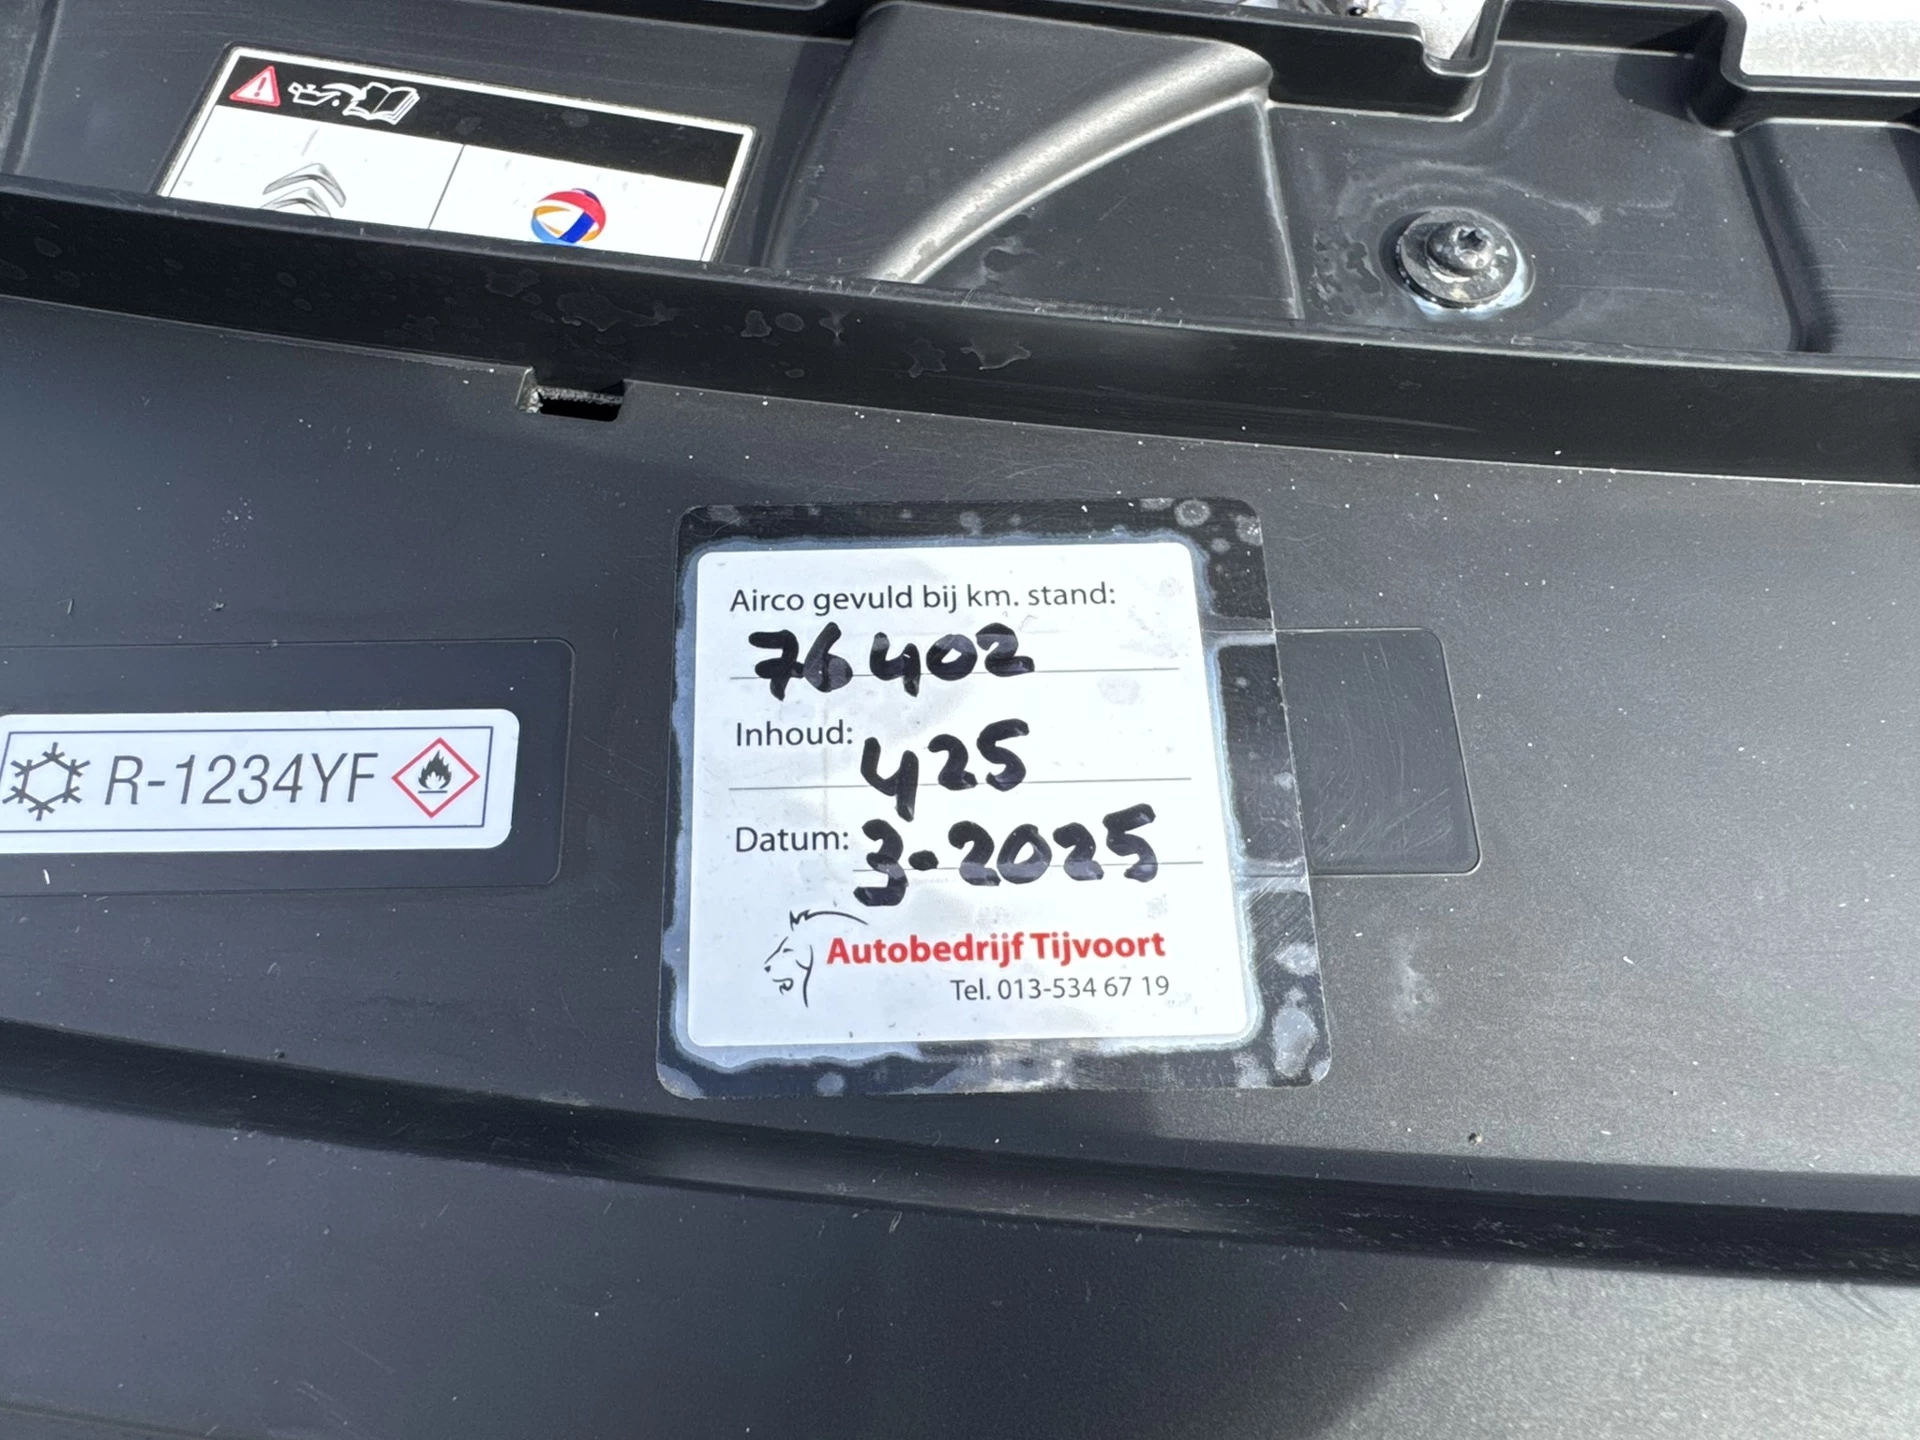 Airco gevuld bij km. stand:
76402
Inhoud: 425
Datum: 3-2025
Autobedrijf Tijvoort
Tel. 013-534 67 19
R-1234YF